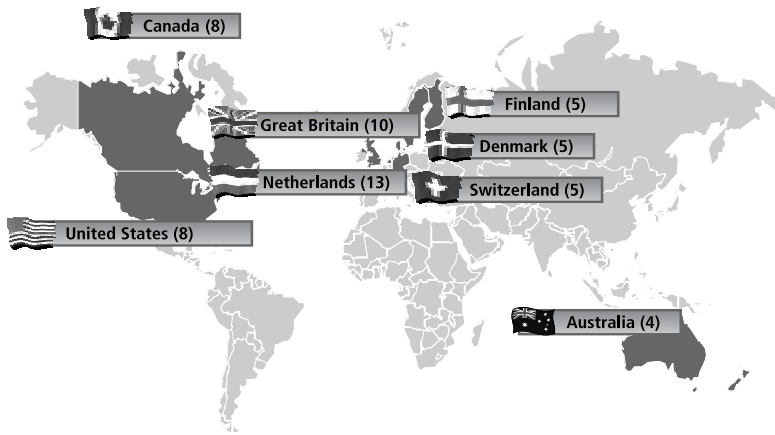 Canada (8)
Finland (5)
Great Britain (10)
Denmark (5)
Netherlands (13)
Switzerland (5)
United States (8)
Australia (4)